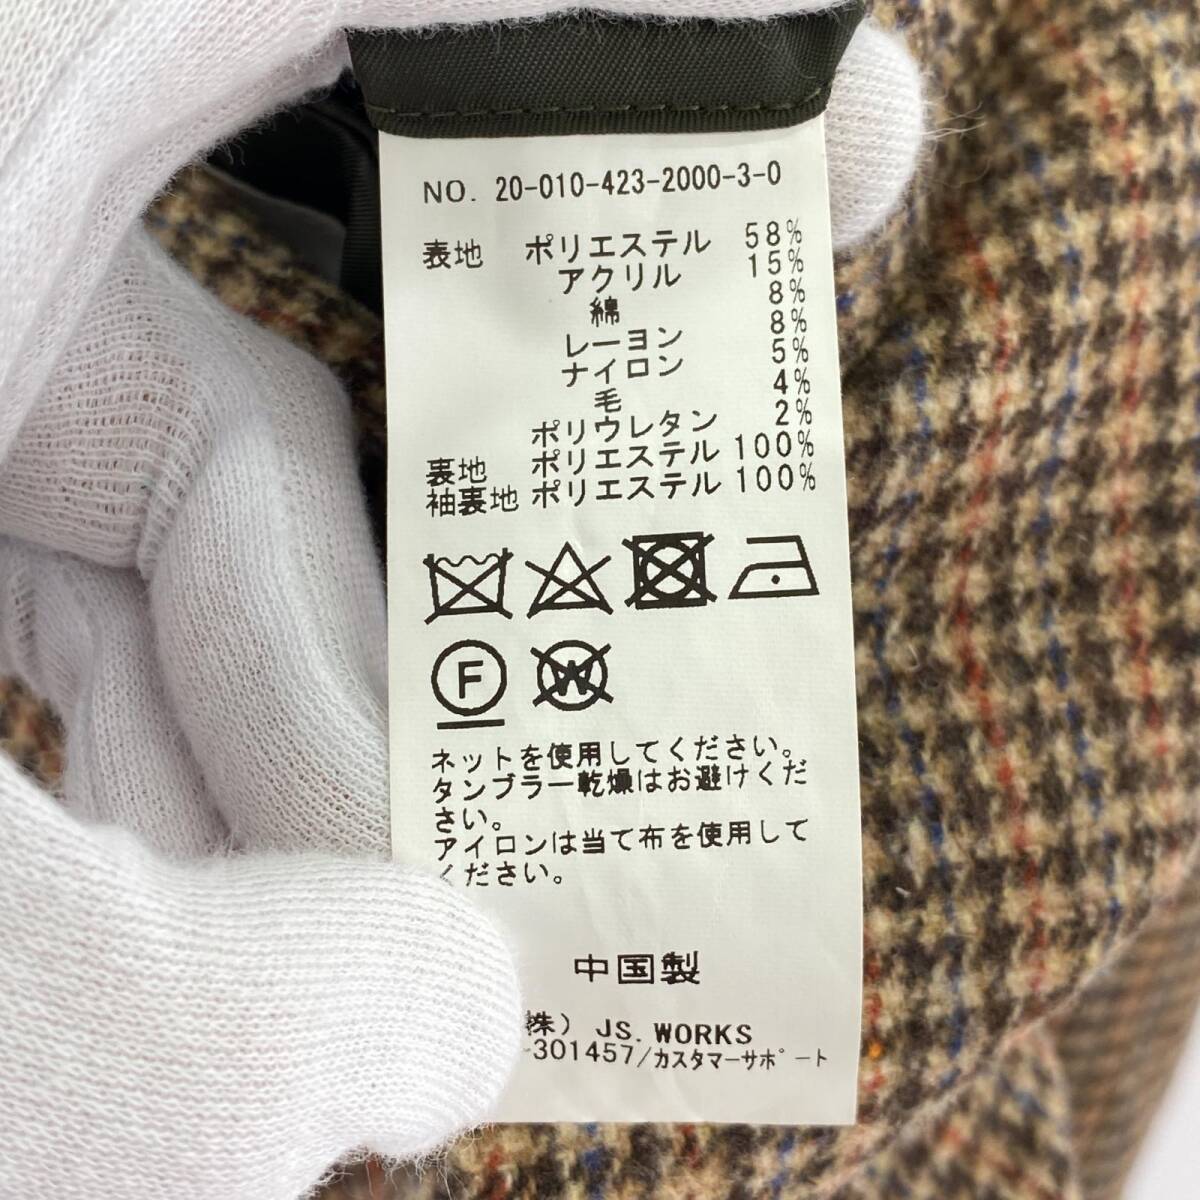 NO. 20-010-423-2000-3-0
表地 ポリエステル 58%
アクリル 15%
綿 8%
レーヨン 8%
ナイロン 5%
毛 4%
ポリウレタン 2%
裏地 ポリエステル 100%
袖裏地 ポリエステル 100%
F W
ネットを使用してください。
タンブラー乾燥はお避けくだ
さい。
アイロンは当て布を使用して
ください。
中国製
株) JS.WORKS
-301457/カスタマーサポート